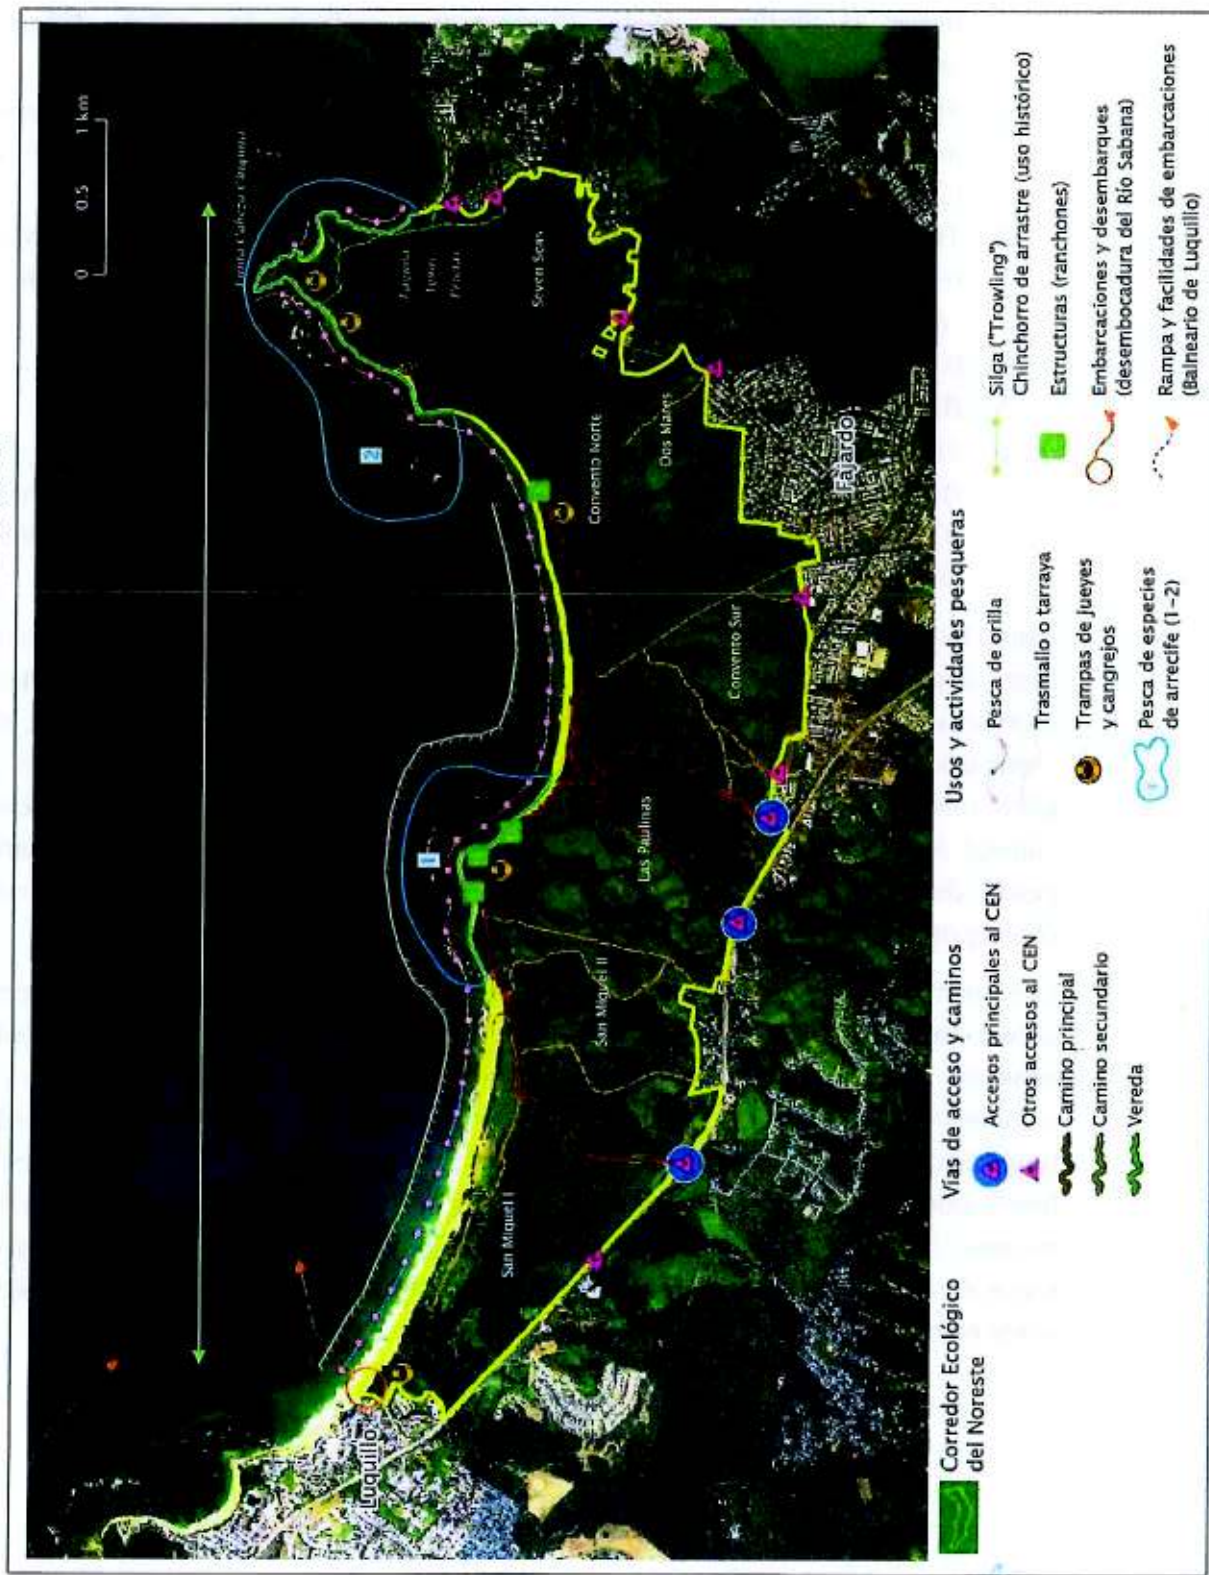 0 0.5 1 km
Punta Cabeza Chiquita
2
1
Seven Seas
Convento Norte
Dos Mares
Fajardo
Convento Sur
Las Paulinas
San Miguel II
San Miguel I
Luquillo
Corredor Ecológico
del Noreste
Vías de acceso y caminos
Accesos principales al CEN
Otros accesos al CEN
Camino principal
Camino secundario
Vereda
Usos y actividades pesqueras
Pesca de orilla
Trasmallo o tarraya
Trampas de jueyes
y cangrejos
Pesca de especies
de arrecife (1-2)
Silga ("Trowling")
Chinchorro de arrastre (uso histórico)
Estructuras (ranchones)
Embarcaciones y desembarques
(desembocadura del Río Sabana)
Rampa y facilidades de embarcaciones
(Balneario de Luquillo)